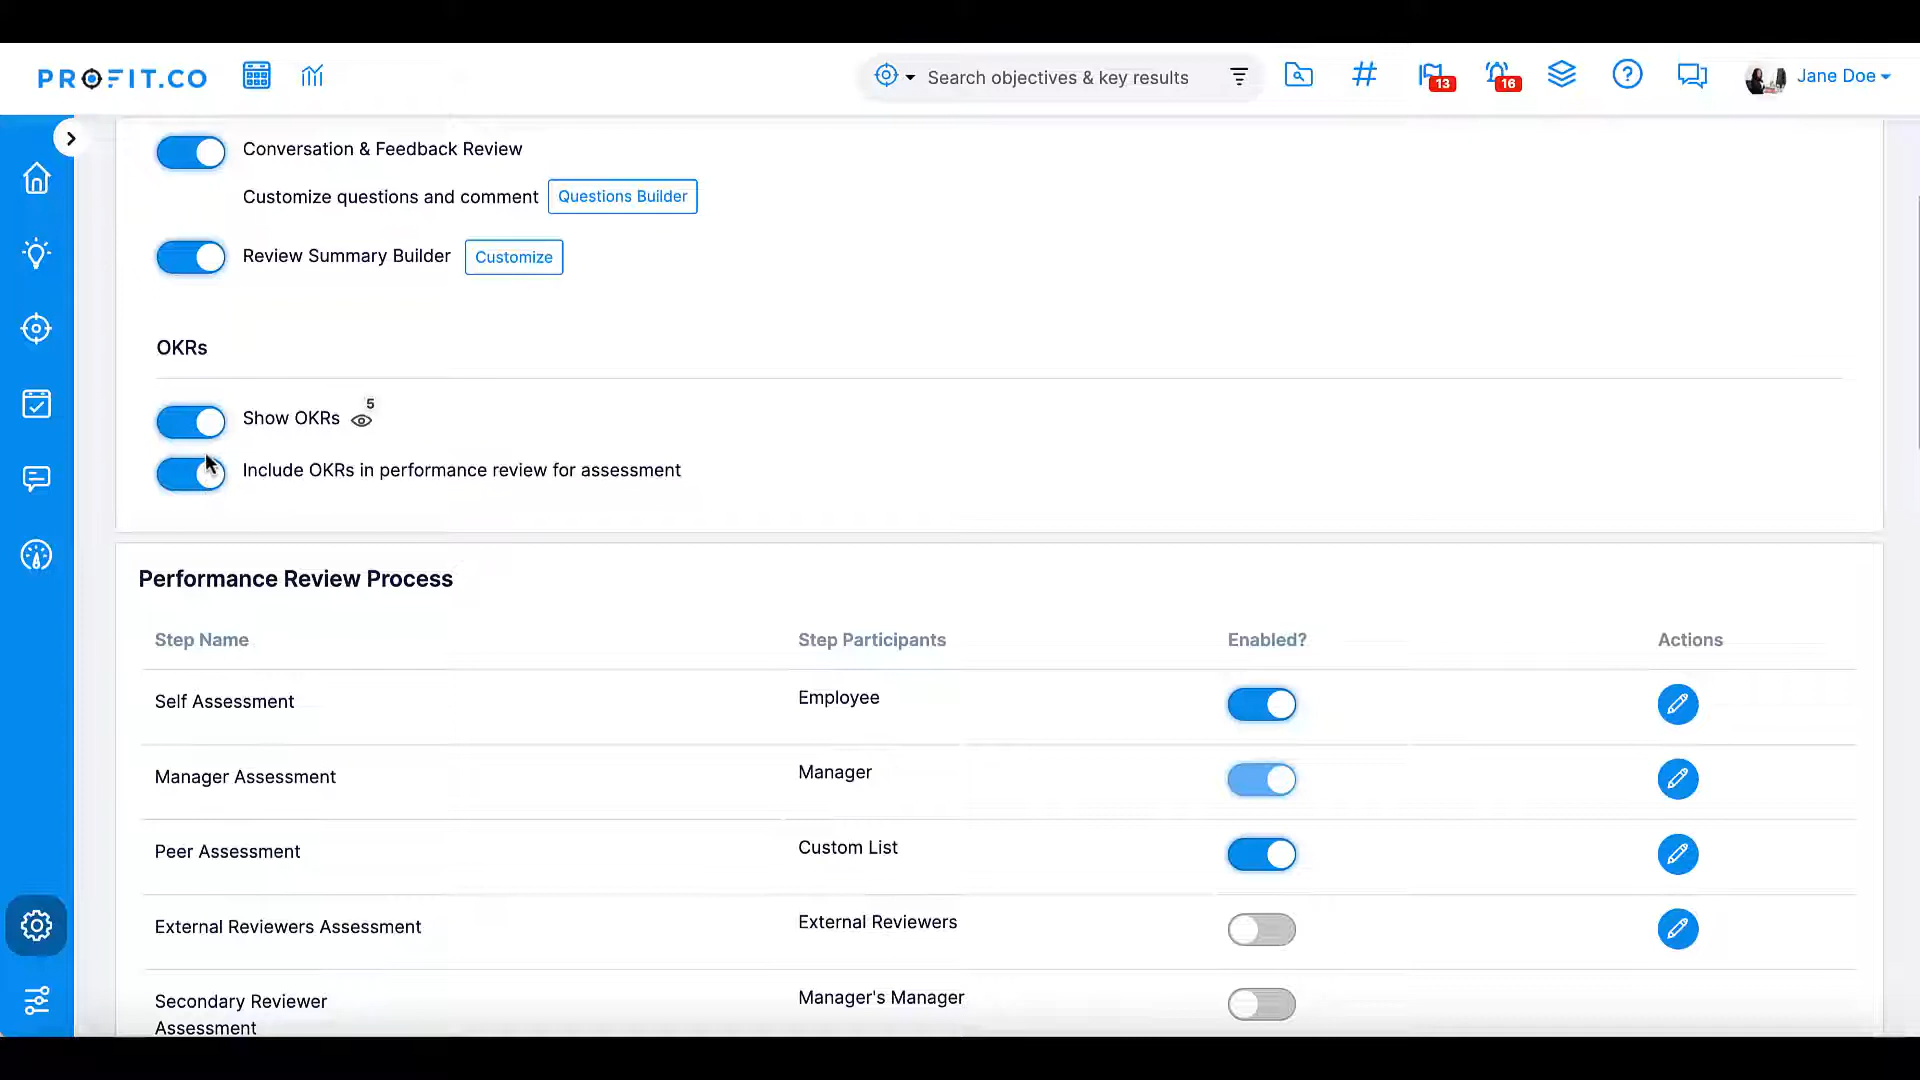 PROFIT.CO
Search objectives & key results
13
16
Jane Doe
Conversation & Feedback Review
Customize questions and comment
Questions Builder
Review Summary Builder
Customize
OKRs
Show OKRs
5
Include OKRs in performance review for assessment
Performance Review Process
Step Name
Step Participants
Enabled?
Actions
Self Assessment
Employee
Manager Assessment
Manager
Peer Assessment
Custom List
External Reviewers Assessment
External Reviewers
Secondary Reviewer
Assessment
Manager's Manager